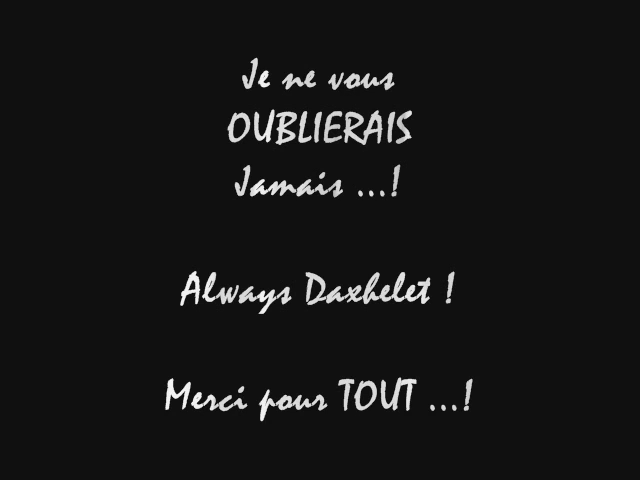 Je ne vous
OUBLIERAIS
Jamais ...!
Always Daxhelet !
Merci pour TOUT ...!